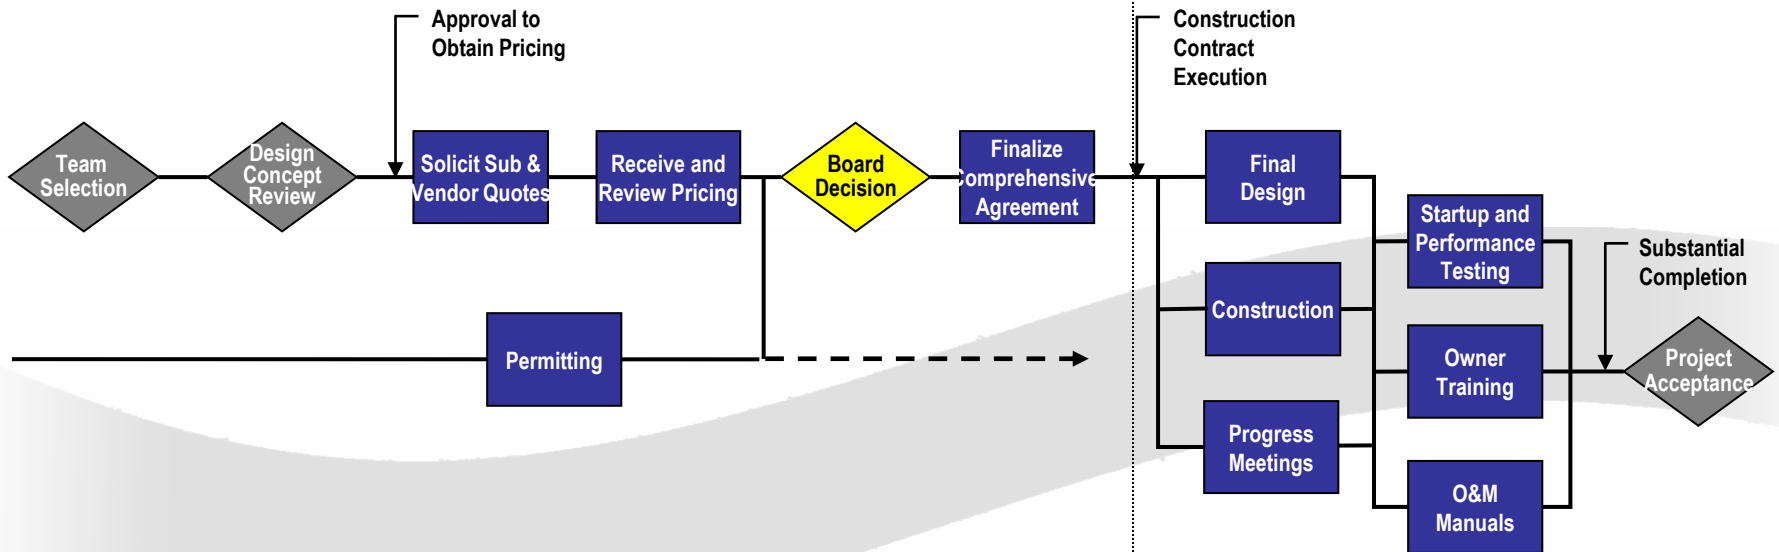 Approval to
Obtain Pricing
Construction
Contract
Execution
Team
Selection
Design
Concept
Review
Solicit Sub &
Vendor Quotes
Receive and
Review Pricing
Board
Decision
Finalize
Comprehensive
Agreement
Final
Design
Startup and
Performance
Testing
Substantial
Completion
Construction
Permitting
Owner
Training
Project
Acceptance
Progress
Meetings
O&M
Manuals